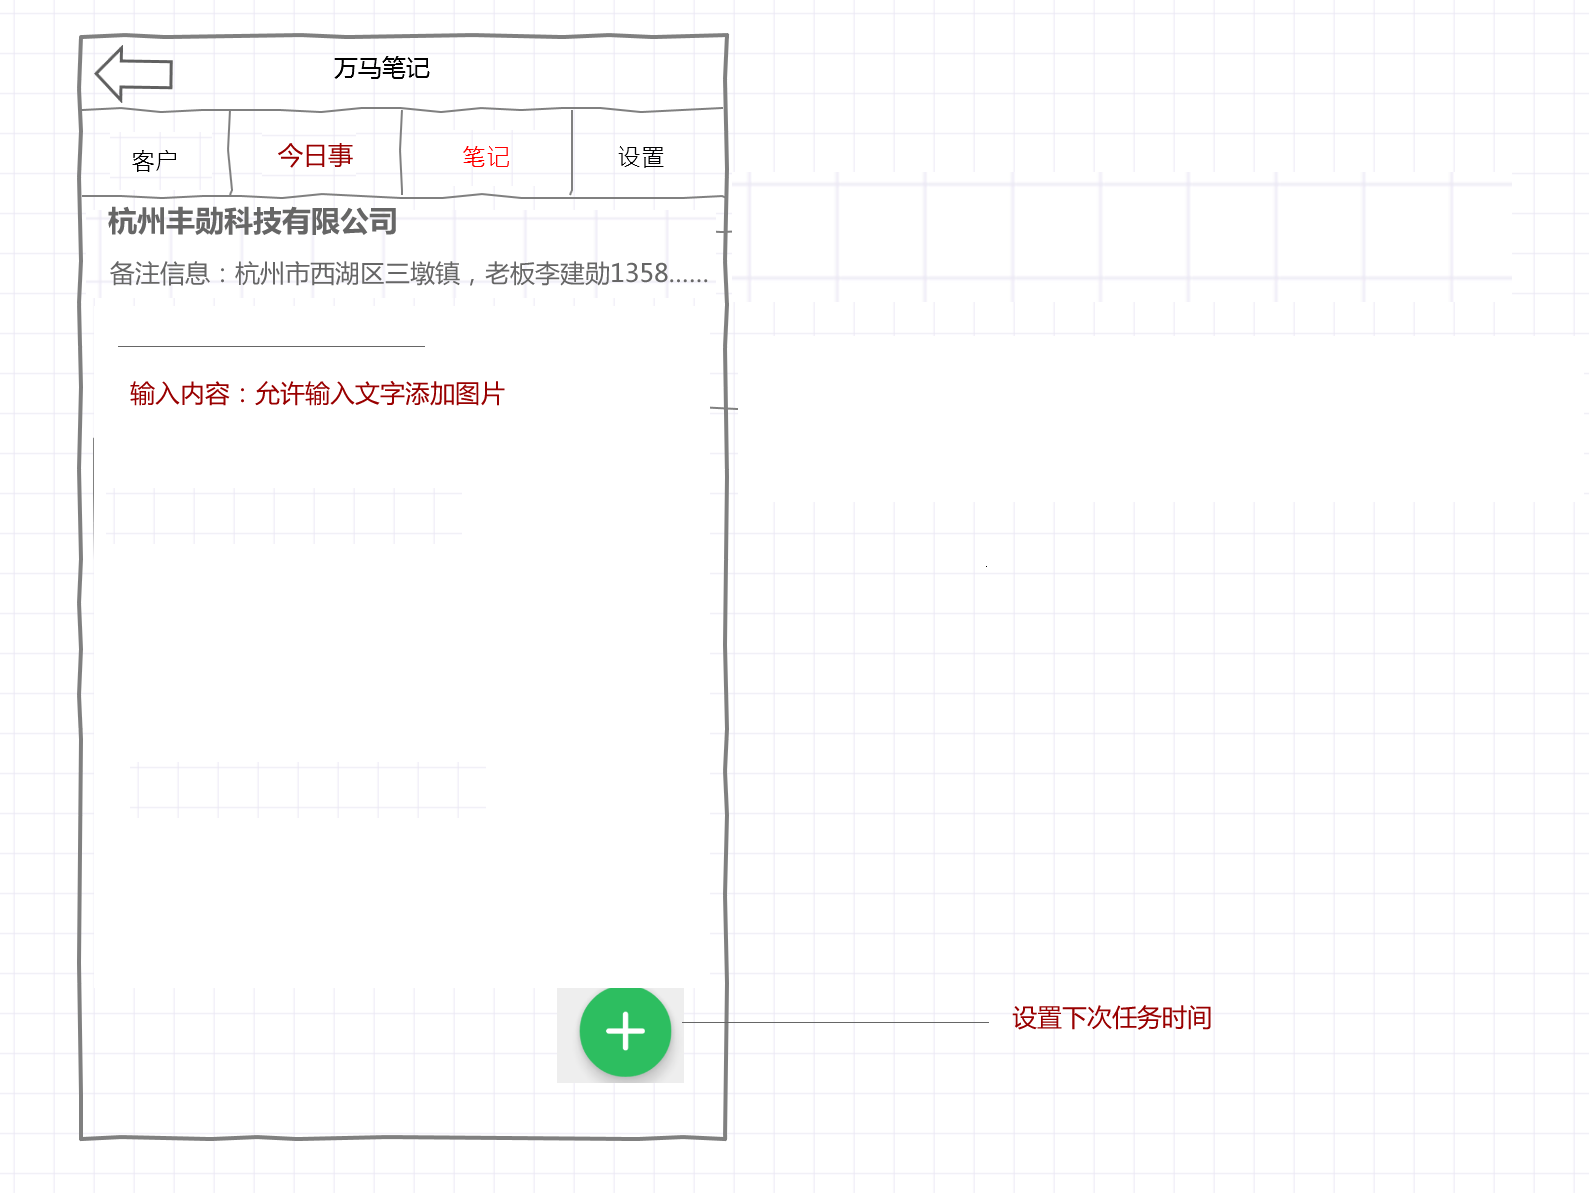 万马笔记
客户
今日事
笔记
设置
杭州丰勋科技有限公司
备注信息：杭州市西湖区三墩镇，老板李建勋1358......
输入内容：允许输入文字添加图片
设置下次任务时间